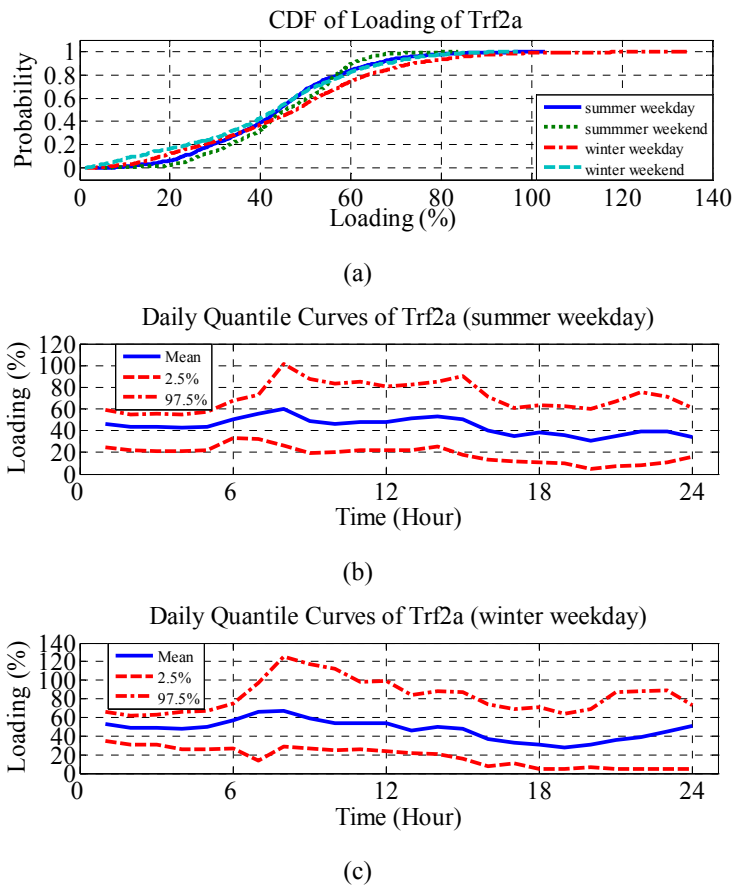 CDF of Loading of Trf2a
Probability
1
0.8
0.6
0.4
0.2
0
summer weekday
summmer weekend
winter weekday
winter weekend
0 20 40 60 80 100 120 140
Loading (%)
(a)
Daily Quantile Curves of Trf2a (summer weekday)
Loading (%)
120
100
80
60
40
20
0
Mean
2.5%
97.5%
0 6 12 18 24
Time (Hour)
(b)
Daily Quantile Curves of Trf2a (winter weekday)
Loading (%)
140
120
100
80
60
40
20
0
Mean
2.5%
97.5%
0 6 12 18 24
Time (Hour)
(c)